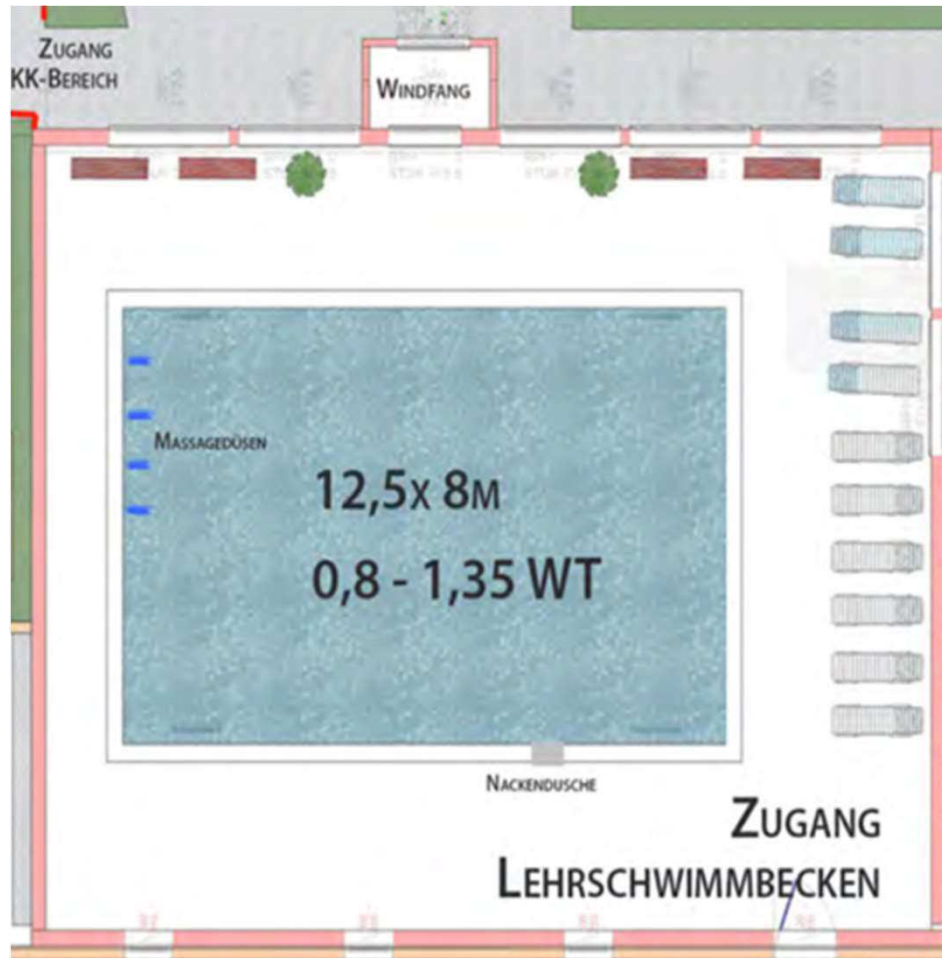 ZUGANG
KK-BEREICH
WINDFANG
MASSAGEDÜSEN
12,5X 8M
0,8 - 1,35 WT
NACKENDUSCHE
ZUGANG
LEHRSCHWIMMBECKEN